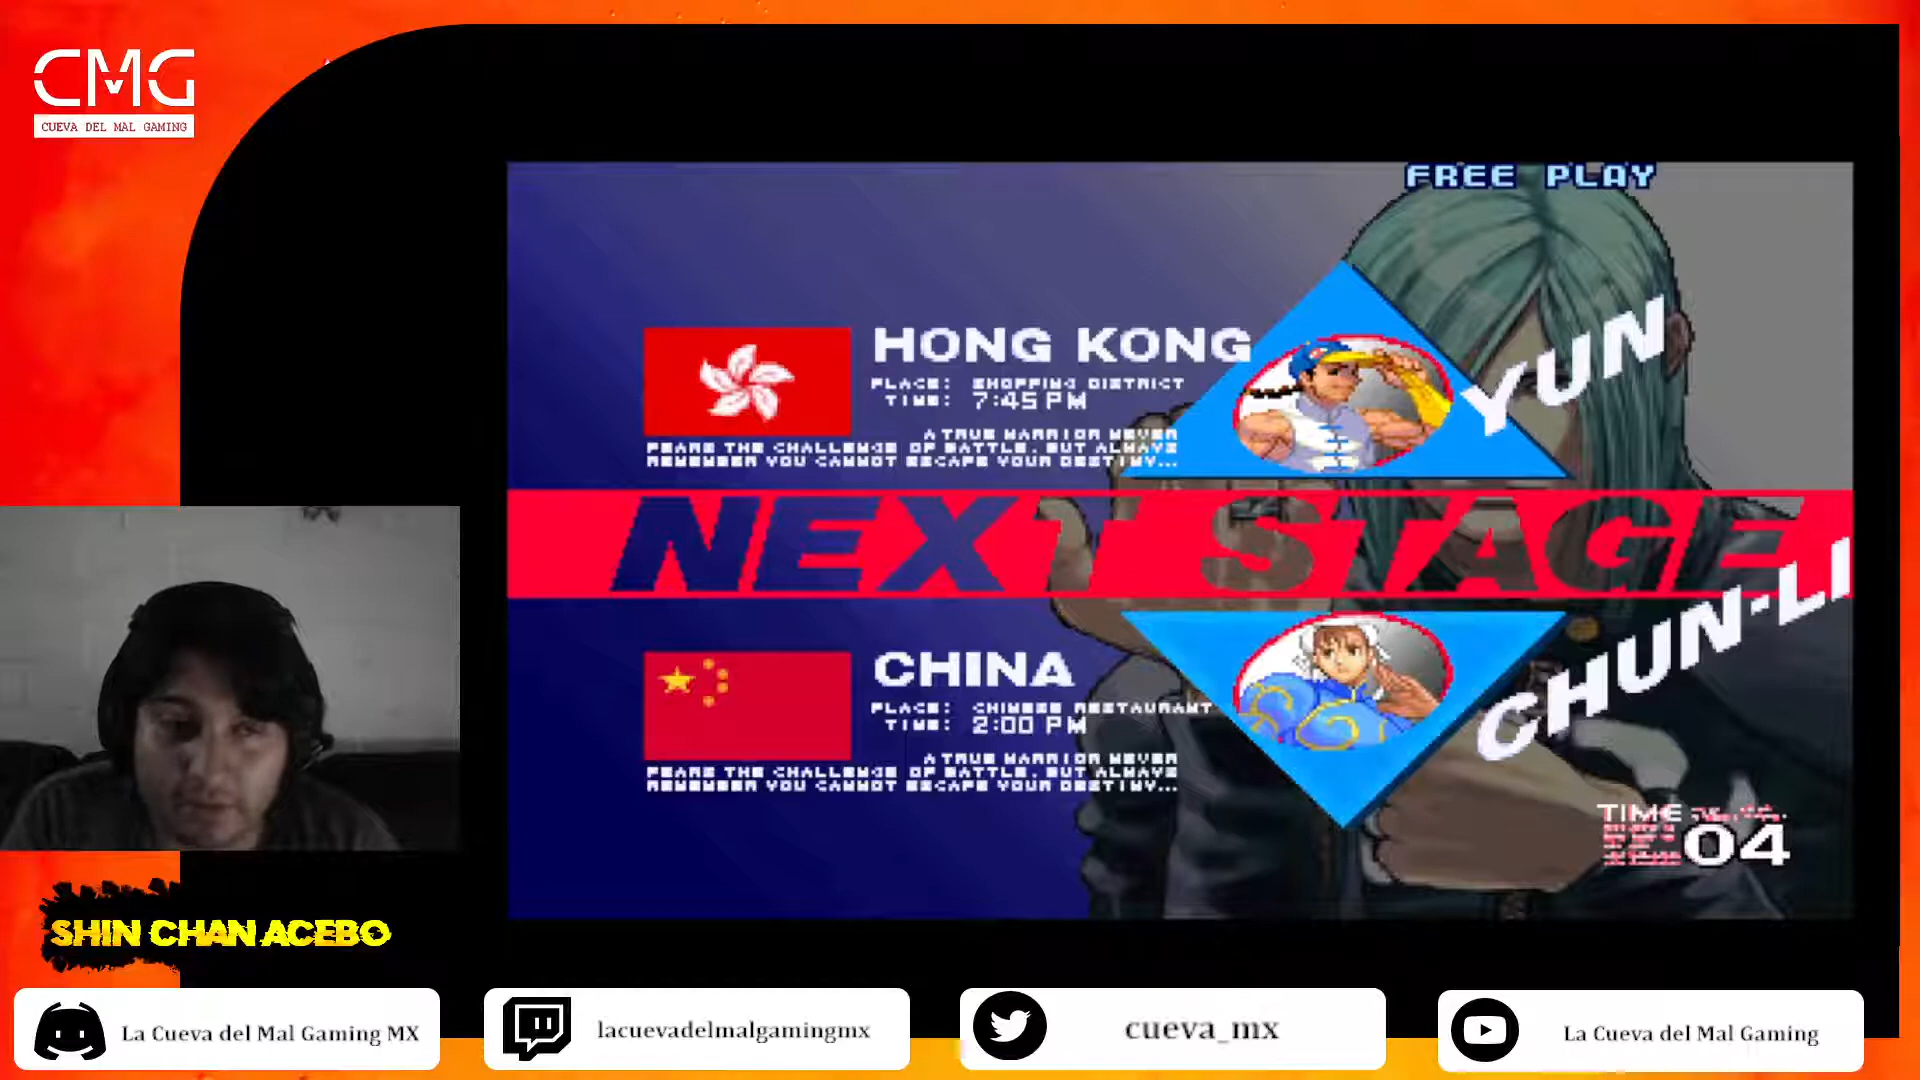 CMG
CUEVA DEL MAL GAMING
FREE PLAY
HONG KONG
PLACE: SHOPPING DISTRICT
TIME: 7:45 PM
A TRUE WARRIOR NEVER
FEARS THE CHALLENGE OF BATTLE, BUT ALWAYS
REMEMBER YOU CANNOT ESCAPE YOUR DESTINY...
YUN
NEXT STAGE
CHINA
PLACE: CHINESE RESTAURANT
TIME: 2:00 PM
A TRUE WARRIOR NEVER
FEARS THE CHALLENGE OF BATTLE, BUT ALWAYS
REMEMBER YOU CANNOT ESCAPE YOUR DESTINY...
CHUN-LI
TIME
04
SHIN CHAN ACEBO
La Cueva del Mal Gaming MX
lacuevadelmalgamingmx
cueva_mx
La Cueva del Mal Gaming